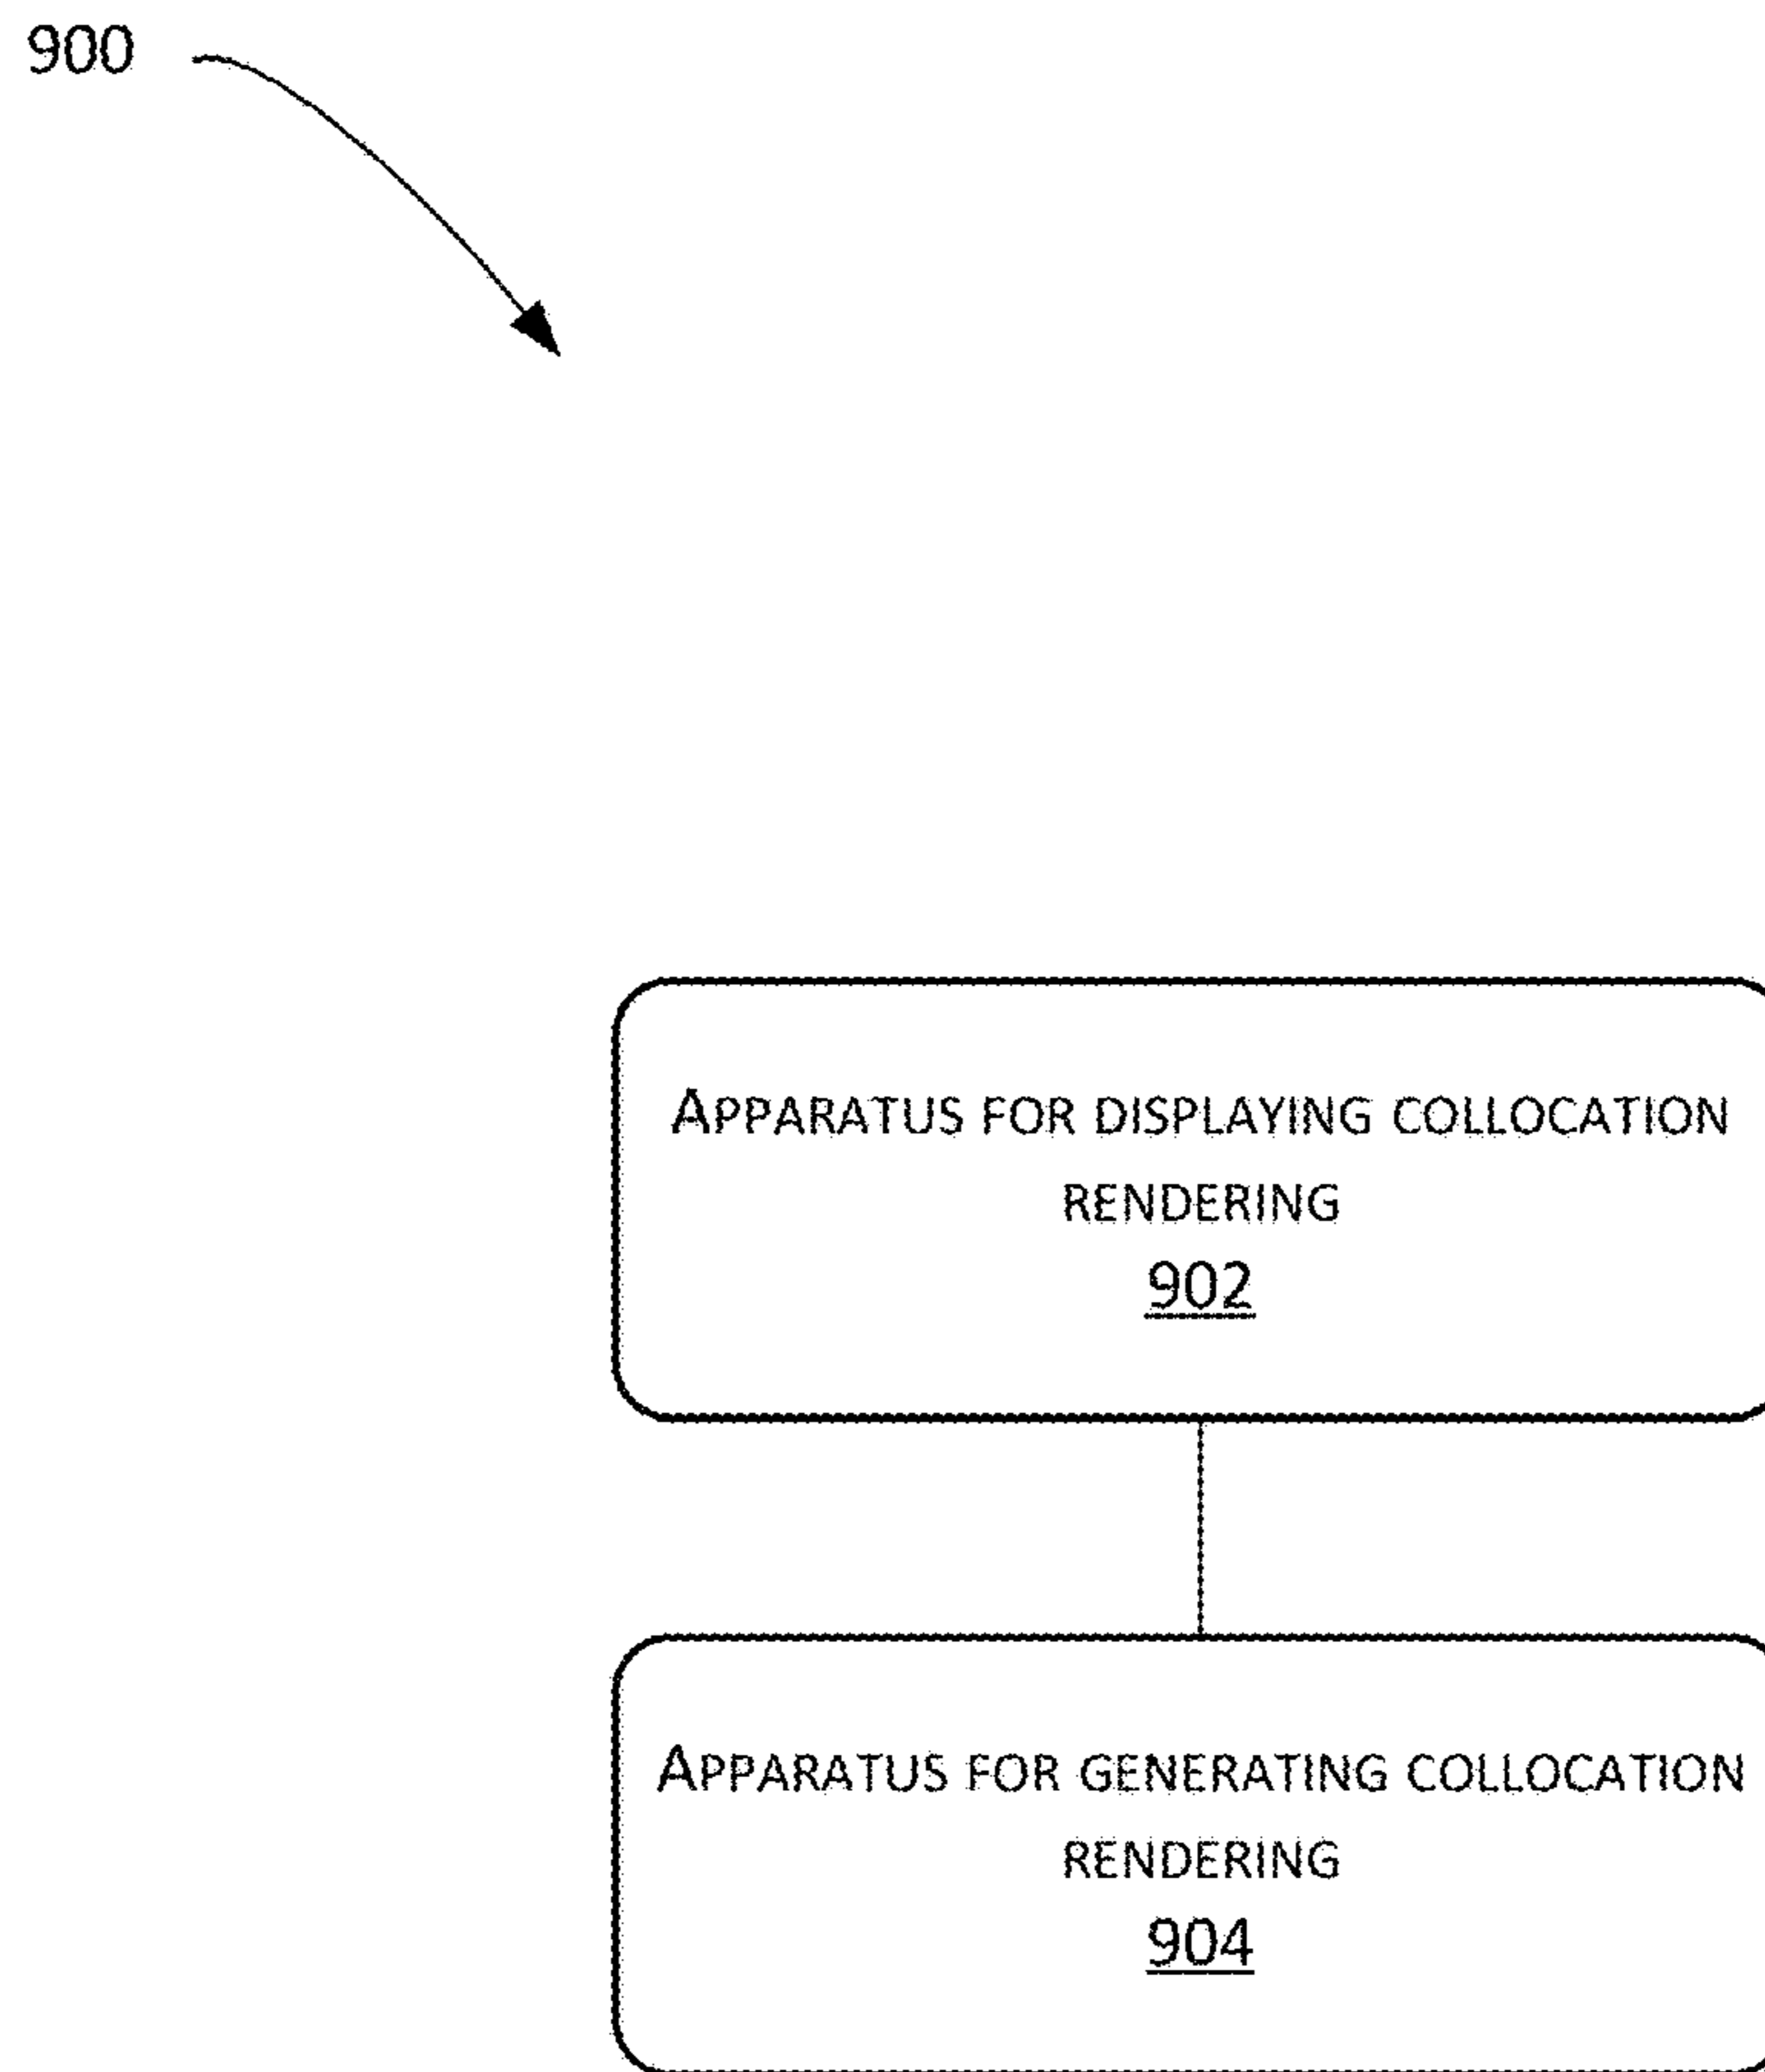 900
APPARATUS FOR DISPLAYING COLLOCATION
RENDERING
902
APPARATUS FOR GENERATING COLLOCATION
RENDERING
904